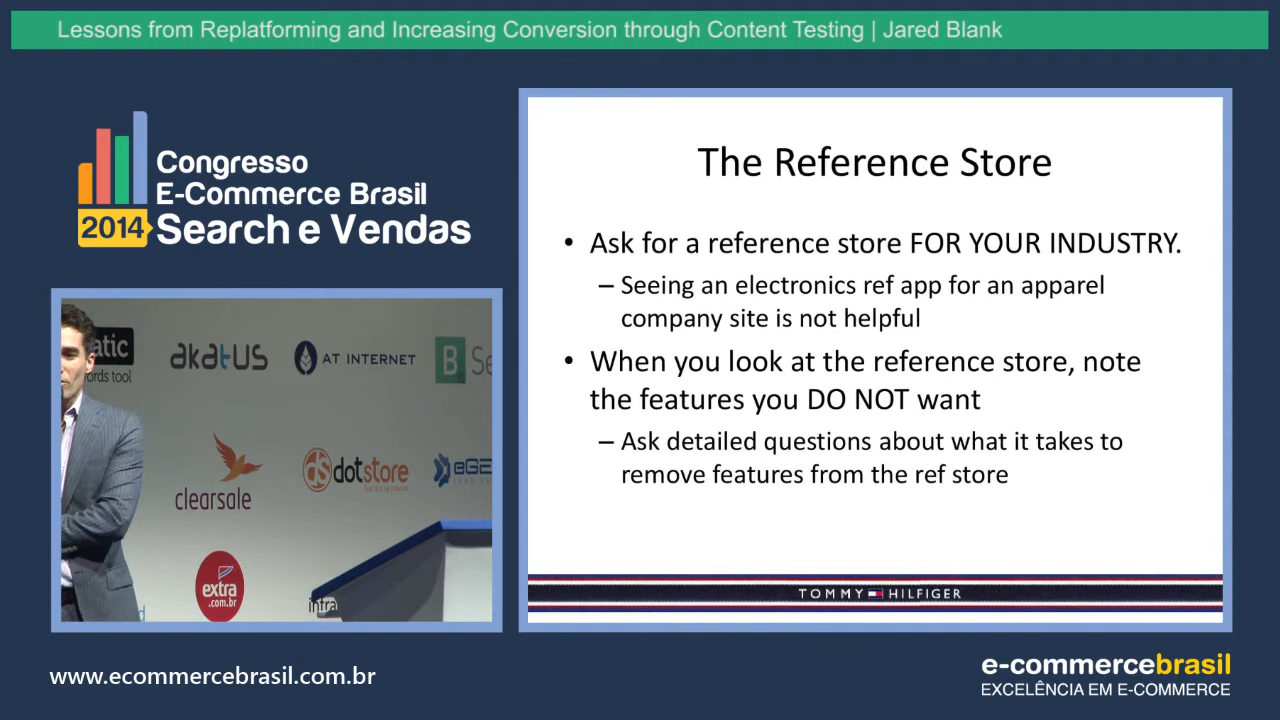 Lessons from Replatforming and Increasing Conversion through Content Testing | Jared Blank
Congresso
E-Commerce Brasil
2014 Search e Vendas
The Reference Store
• Ask for a reference store FOR YOUR INDUSTRY.
– Seeing an electronics ref app for an apparel
company site is not helpful
• When you look at the reference store, note
the features you DO NOT want
– Ask detailed questions about what it takes to
remove features from the ref store
TOMMY HILFIGER
akatus
AT INTERNET
B
clearsale
ds dotstore
extra
.com.br
www.ecommercebrasil.com.br
e-commercebrasil
EXCELÊNCIA EM E-COMMERCE